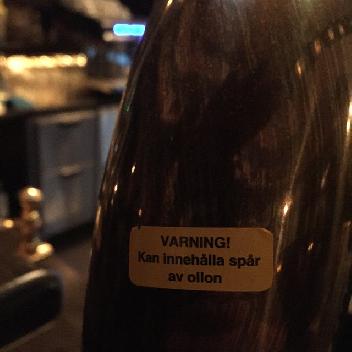 VARNING!
Kan innehålla spår
av ollon